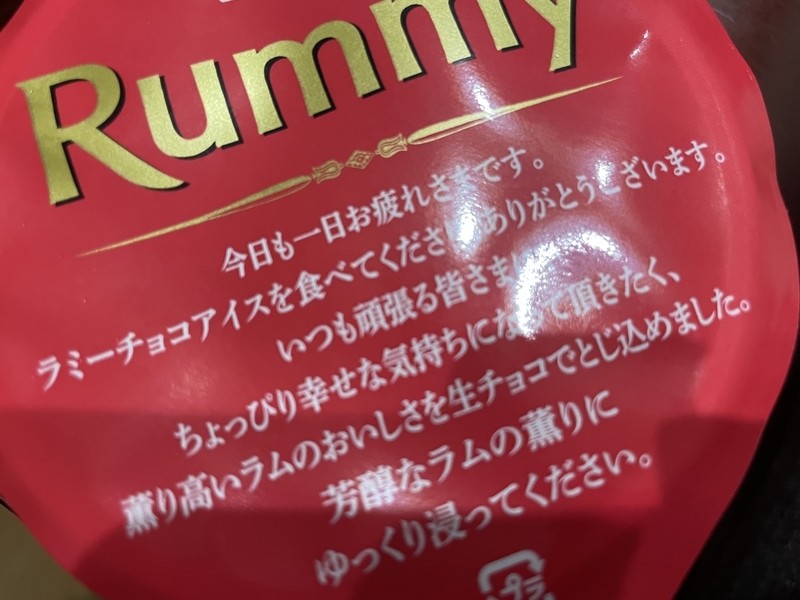 Rummy
今日も一日お疲れさまです。
ラミーチョコアイスを食べてくださりありがとうございます。
いつも頑張る皆さまに
ちょっぴり幸せな気持ちになって頂きたく、
薫り高いラムのおいしさを生チョコでとじ込めました。
芳醇なラムの薫りに
ゆっくり浸ってください。
プラ